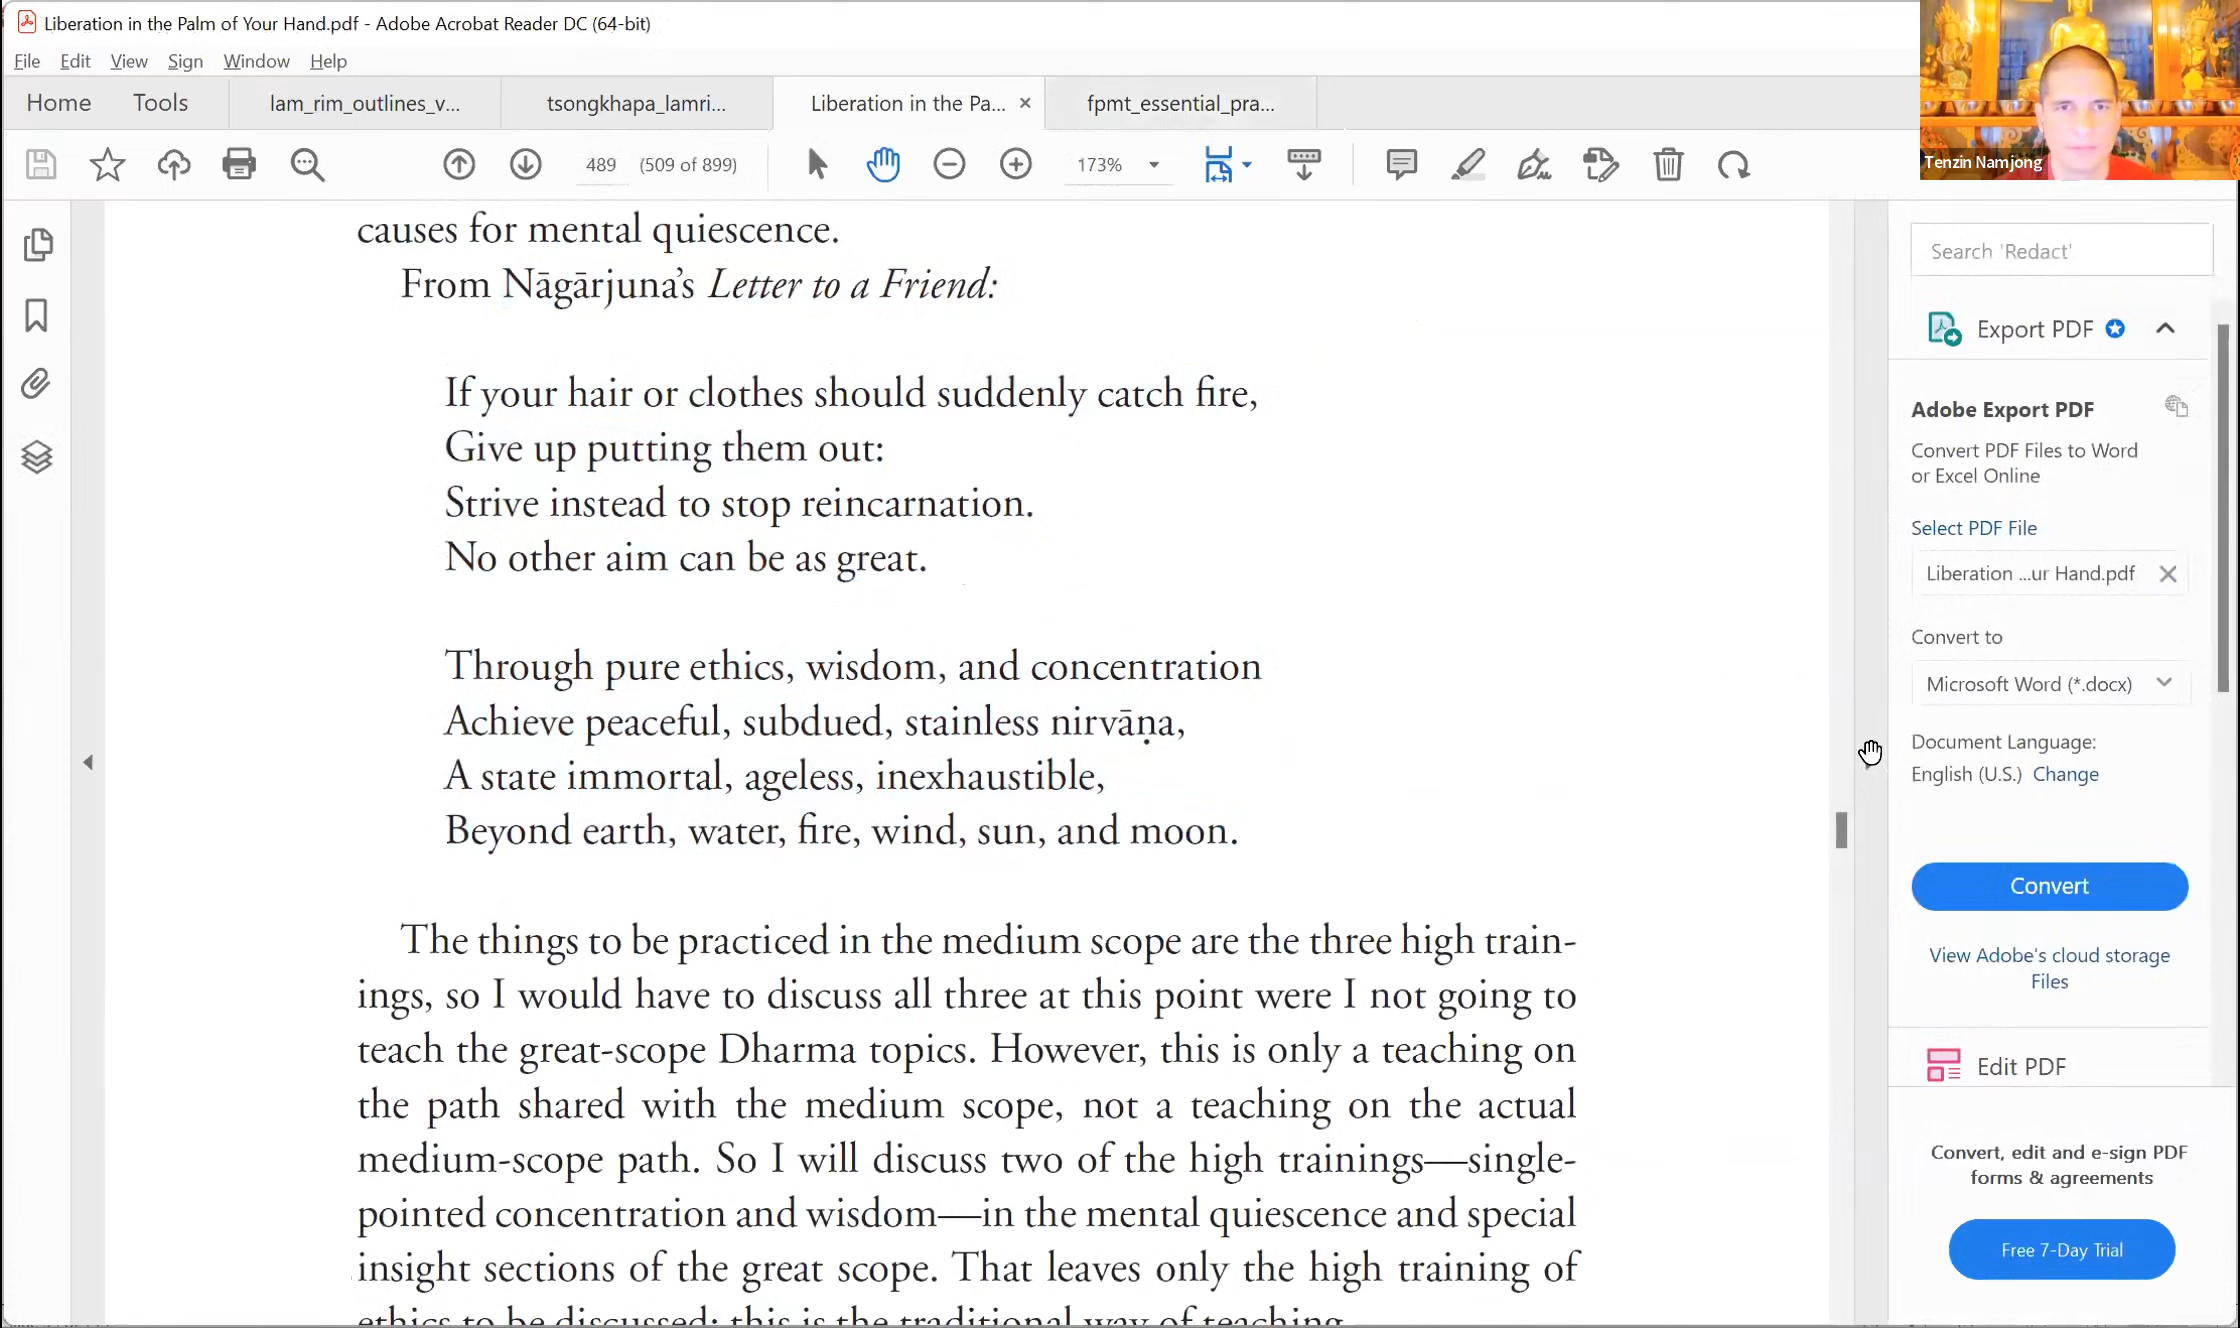 Liberation in the Palm of Your Hand.pdf - Adobe Acrobat Reader DC (64-bit)
File Edit View Sign Window Help
Home Tools lam_rim_outlines_v... tsongkhapa_lamri... Liberation in the Pa... fpmt_essential_pra...
489 (509 of 899) 173%
Tenzin Namjong
causes for mental quiescence.
From Nāgārjuna’s Letter to a Friend:
If your hair or clothes should suddenly catch fire,
Give up putting them out:
Strive instead to stop reincarnation.
No other aim can be as great.
Through pure ethics, wisdom, and concentration
Achieve peaceful, subdued, stainless nirvāṇa,
A state immortal, ageless, inexhaustible,
Beyond earth, water, fire, wind, sun, and moon.
The things to be practiced in the medium scope are the three high train-
ings, so I would have to discuss all three at this point were I not going to
teach the great-scope Dharma topics. However, this is only a teaching on
the path shared with the medium scope, not a teaching on the actual
medium-scope path. So I will discuss two of the high trainings—single-
pointed concentration and wisdom—in the mental quiescence and special
insight sections of the great scope. That leaves only the high training of
ethics to be discussed; this is the traditional way of teaching.
Search 'Redact'
Export PDF
Adobe Export PDF
Convert PDF Files to Word
or Excel Online
Select PDF File
Liberation ...ur Hand.pdf
Convert to
Microsoft Word (*.docx)
Document Language:
English (U.S.) Change
Convert
View Adobe's cloud storage
Files
Edit PDF
Convert, edit and e-sign PDF
forms & agreements
Free 7-Day Trial